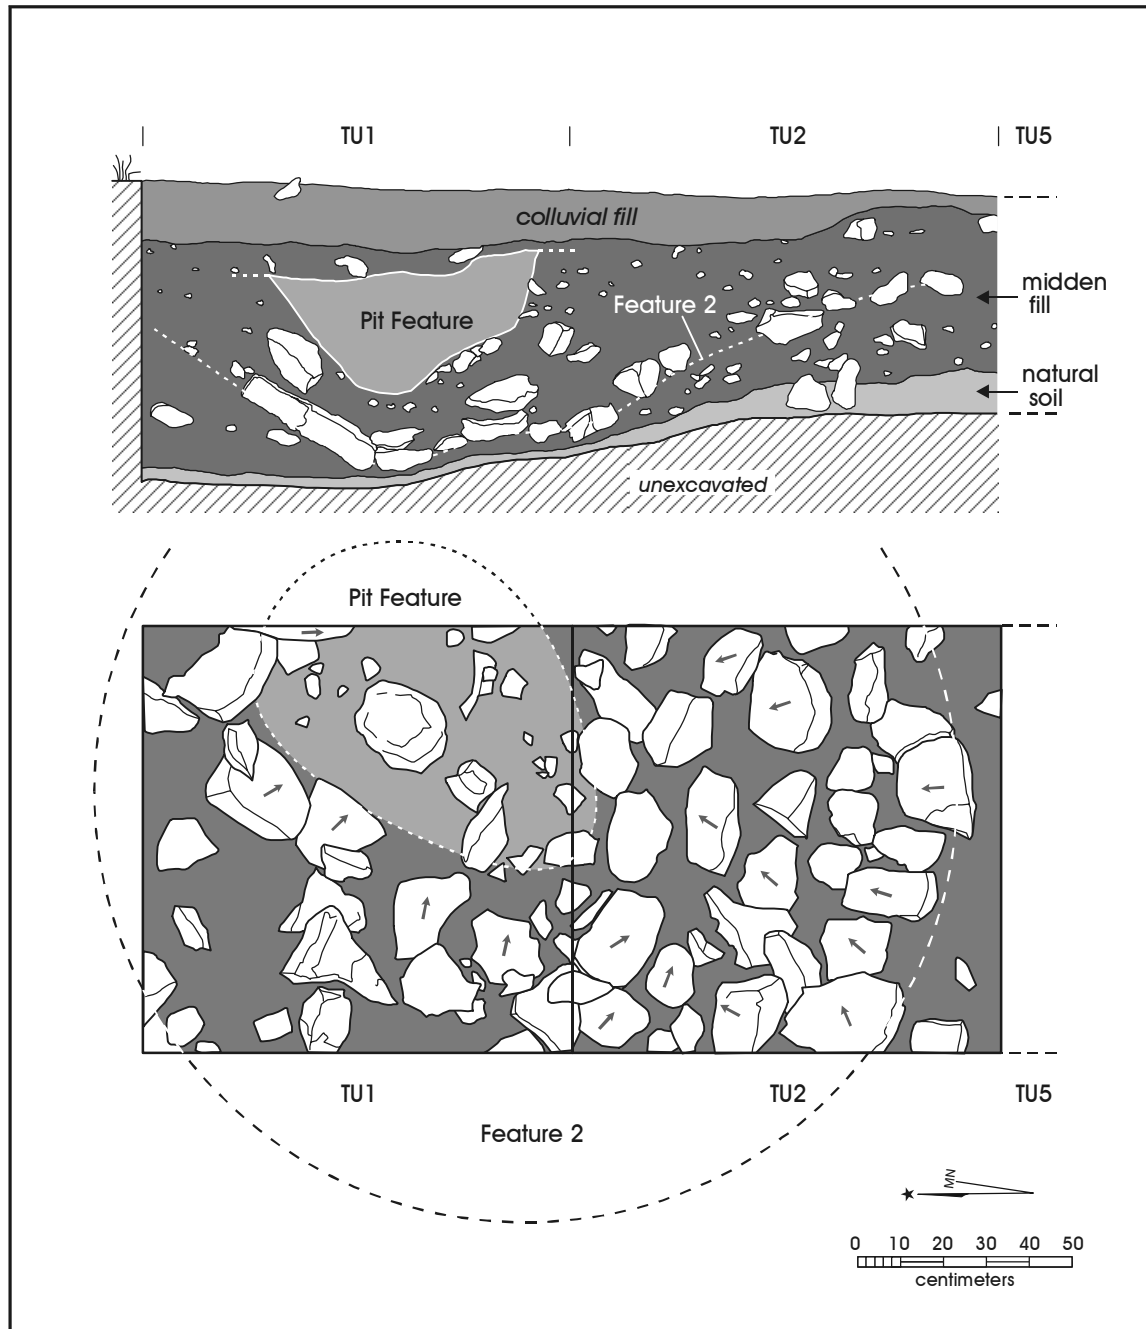 TU1 TU2 TU5
colluvial fill
Pit Feature
Feature 2
midden
fill
natural
soil
unexcavated
Pit Feature
TU1 TU2 TU5
Feature 2
MN
0 10 20 30 40 50
centimeters